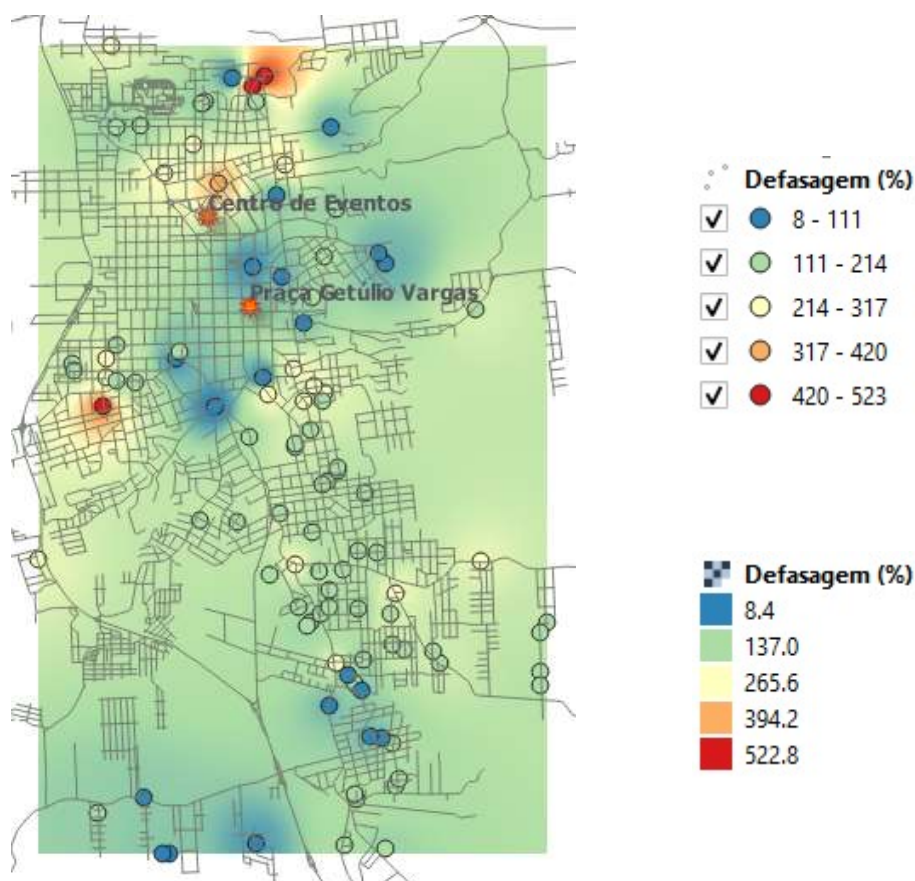 Centro de Eventos
Praça Getúlio Vargas
Defasagem (%)
8 - 111
111 - 214
214 - 317
317 - 420
420 - 523
Defasagem (%)
8.4
137.0
265.6
394.2
522.8